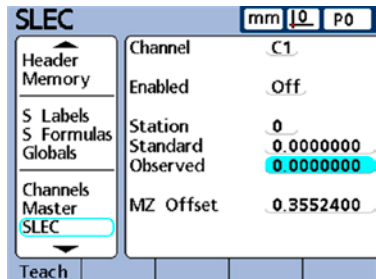 SLEC
mm 0 P0
Header
Memory
S Labels
S Formulas
Globals
Channels
Master
SLEC
Channel C1
Enabled Off
Station 0
Standard 0.0000000
Observed 0.0000000
MZ Offset 0.3552400
Teach